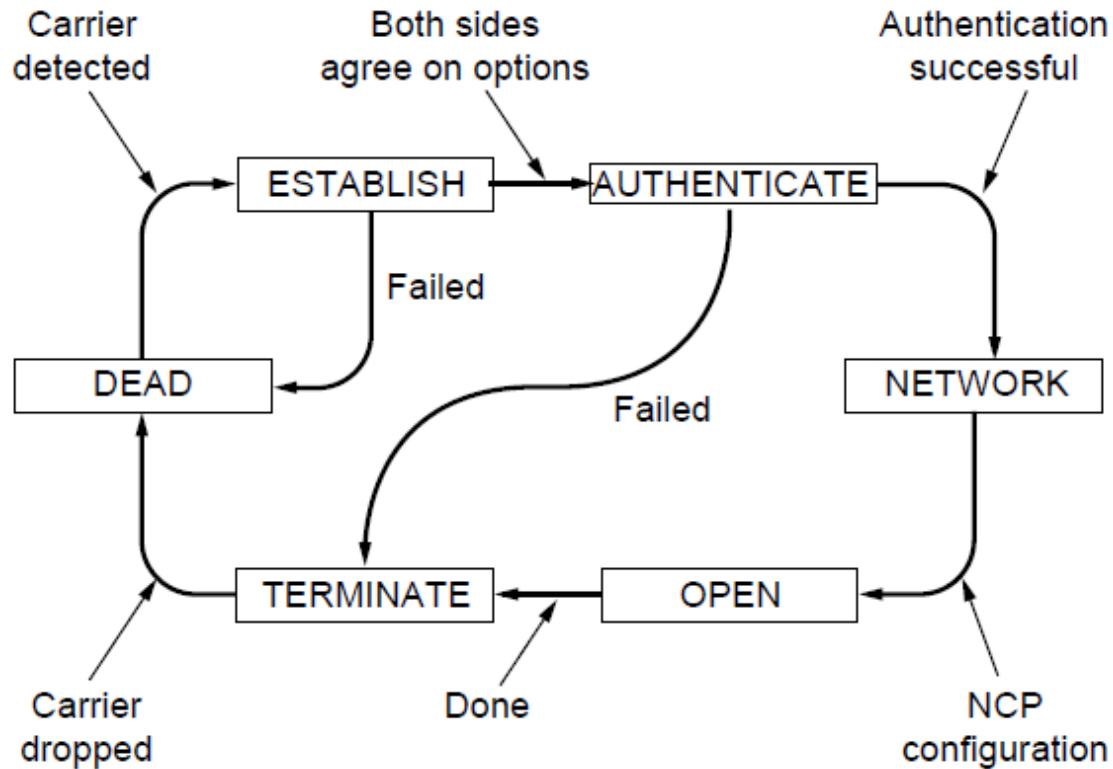 Carrier
detected
Both sides
agree on options
Authentication
successful
ESTABLISH
AUTHENTICATE
Failed
DEAD
NETWORK
Failed
TERMINATE
OPEN
Carrier
dropped
Done
NCP
configuration